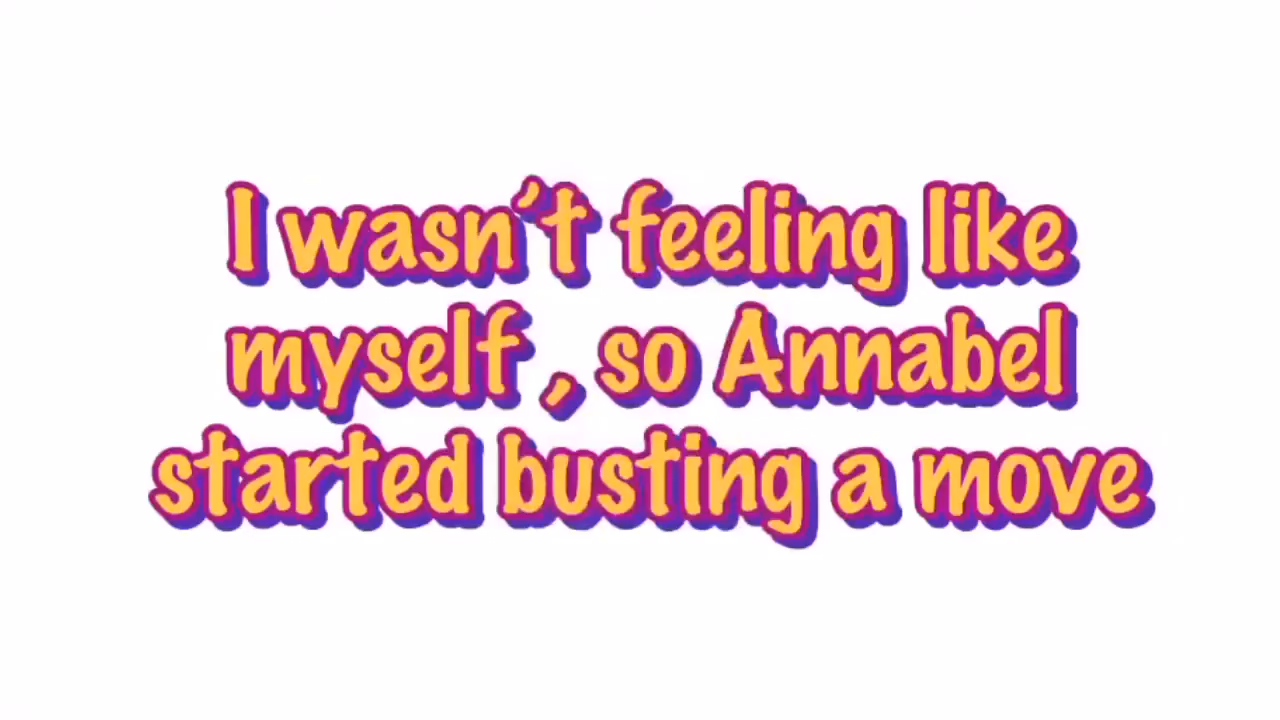 I wasn't feeling like
myself , so Annabel
started busting a move